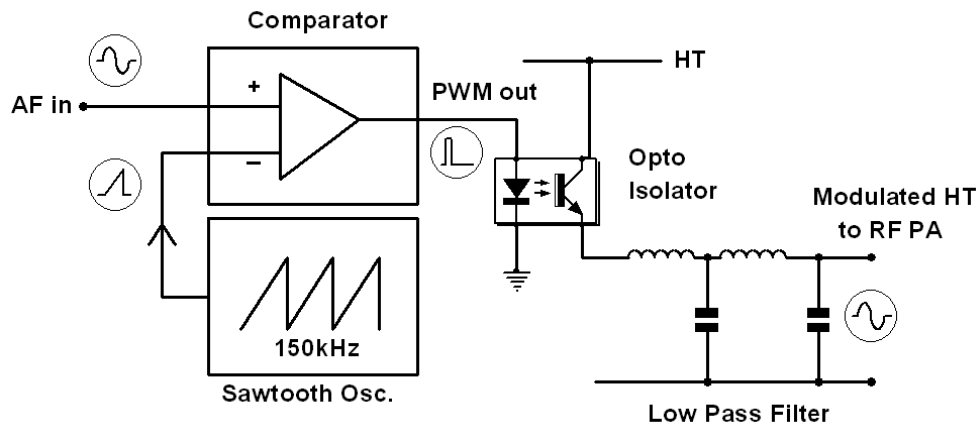 Comparator
HT
AF in
+
PWM out
−
Opto
Isolator
Modulated HT
to RF PA
150kHz
Sawtooth Osc.
Low Pass Filter